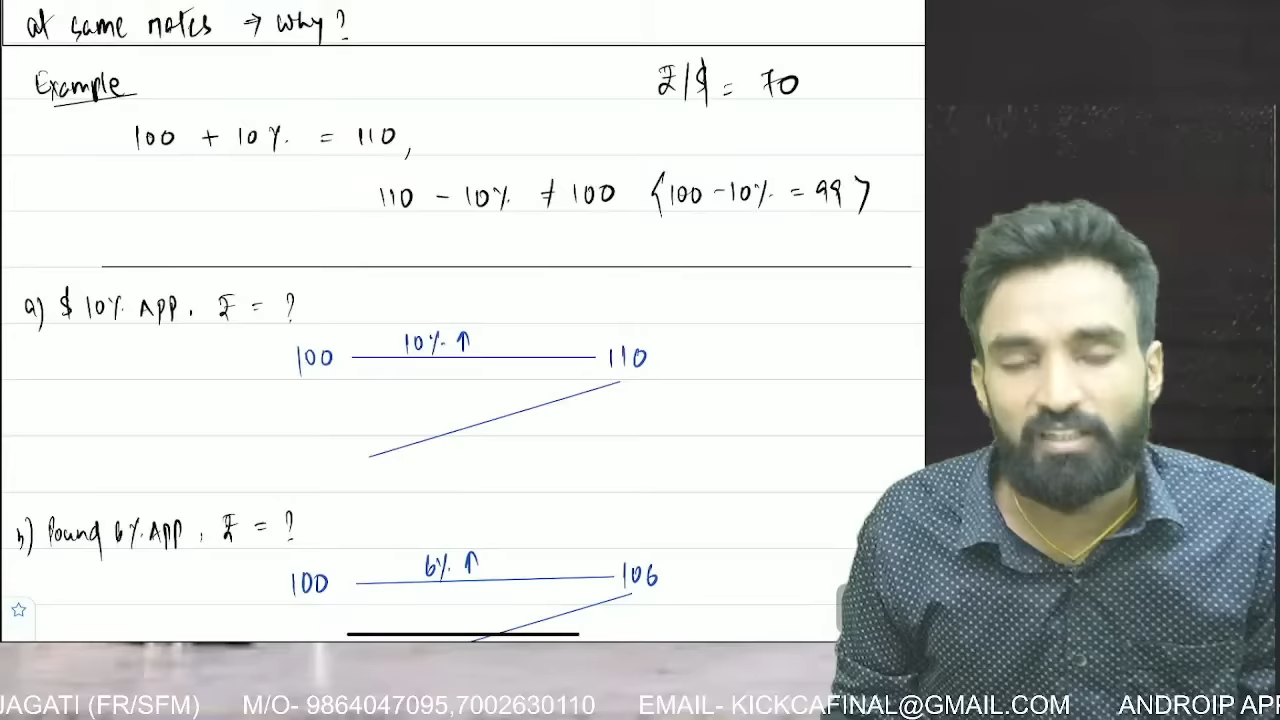 at same notes ⇒ why?
Example
₹/$ = 70
100 + 10% = 110,
110 - 10% ≠ 100 {100 - 10% = 99}
a) $ 10% APP. ₹ = ?
10% ↑
100 110
b) Pound 6% APP. ₹ = ?
6% ↑
100 106
JAGATI (FR/SFM) M/O- 9864047095,7002630110 EMAIL- KICKCAFINAL@GMAIL.COM ANDROIP APP